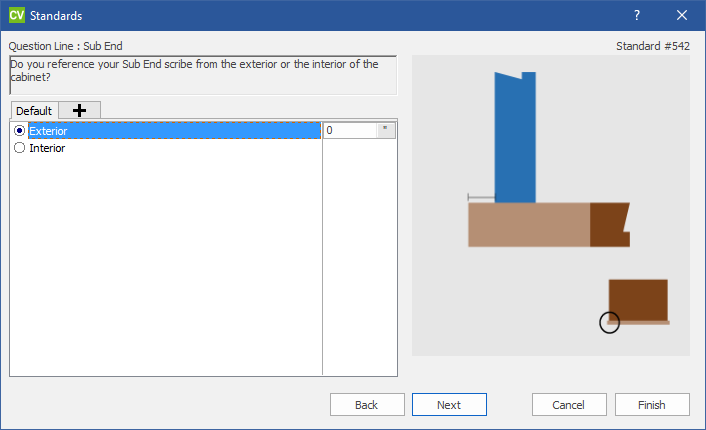 CV Standards ?
Question Line : Sub End Standard #542
Do you reference your Sub End scribe from the exterior or the interior of the
cabinet?
Default
Exterior 0 "
Interior
Back Next Cancel Finish